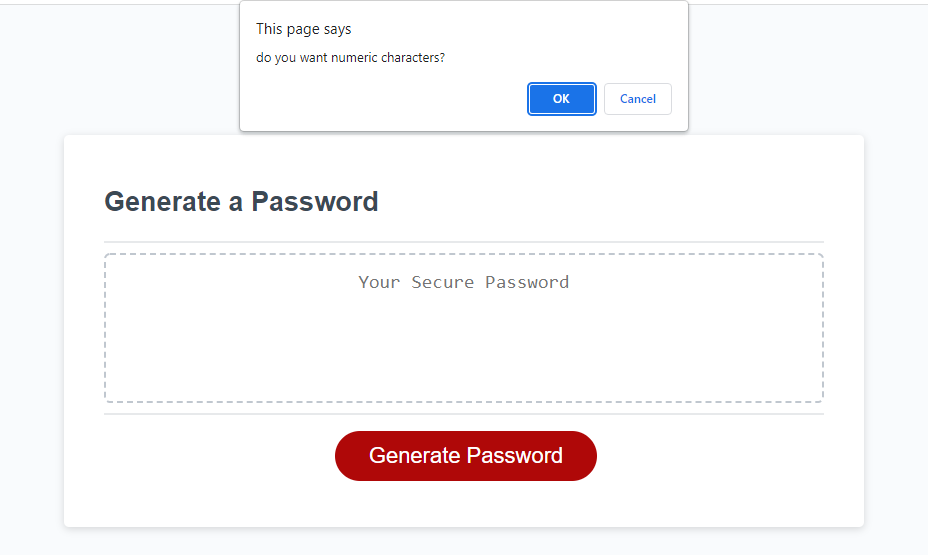 This page says
do you want numeric characters?
OK
Cancel
Generate a Password
Your Secure Password
Generate Password